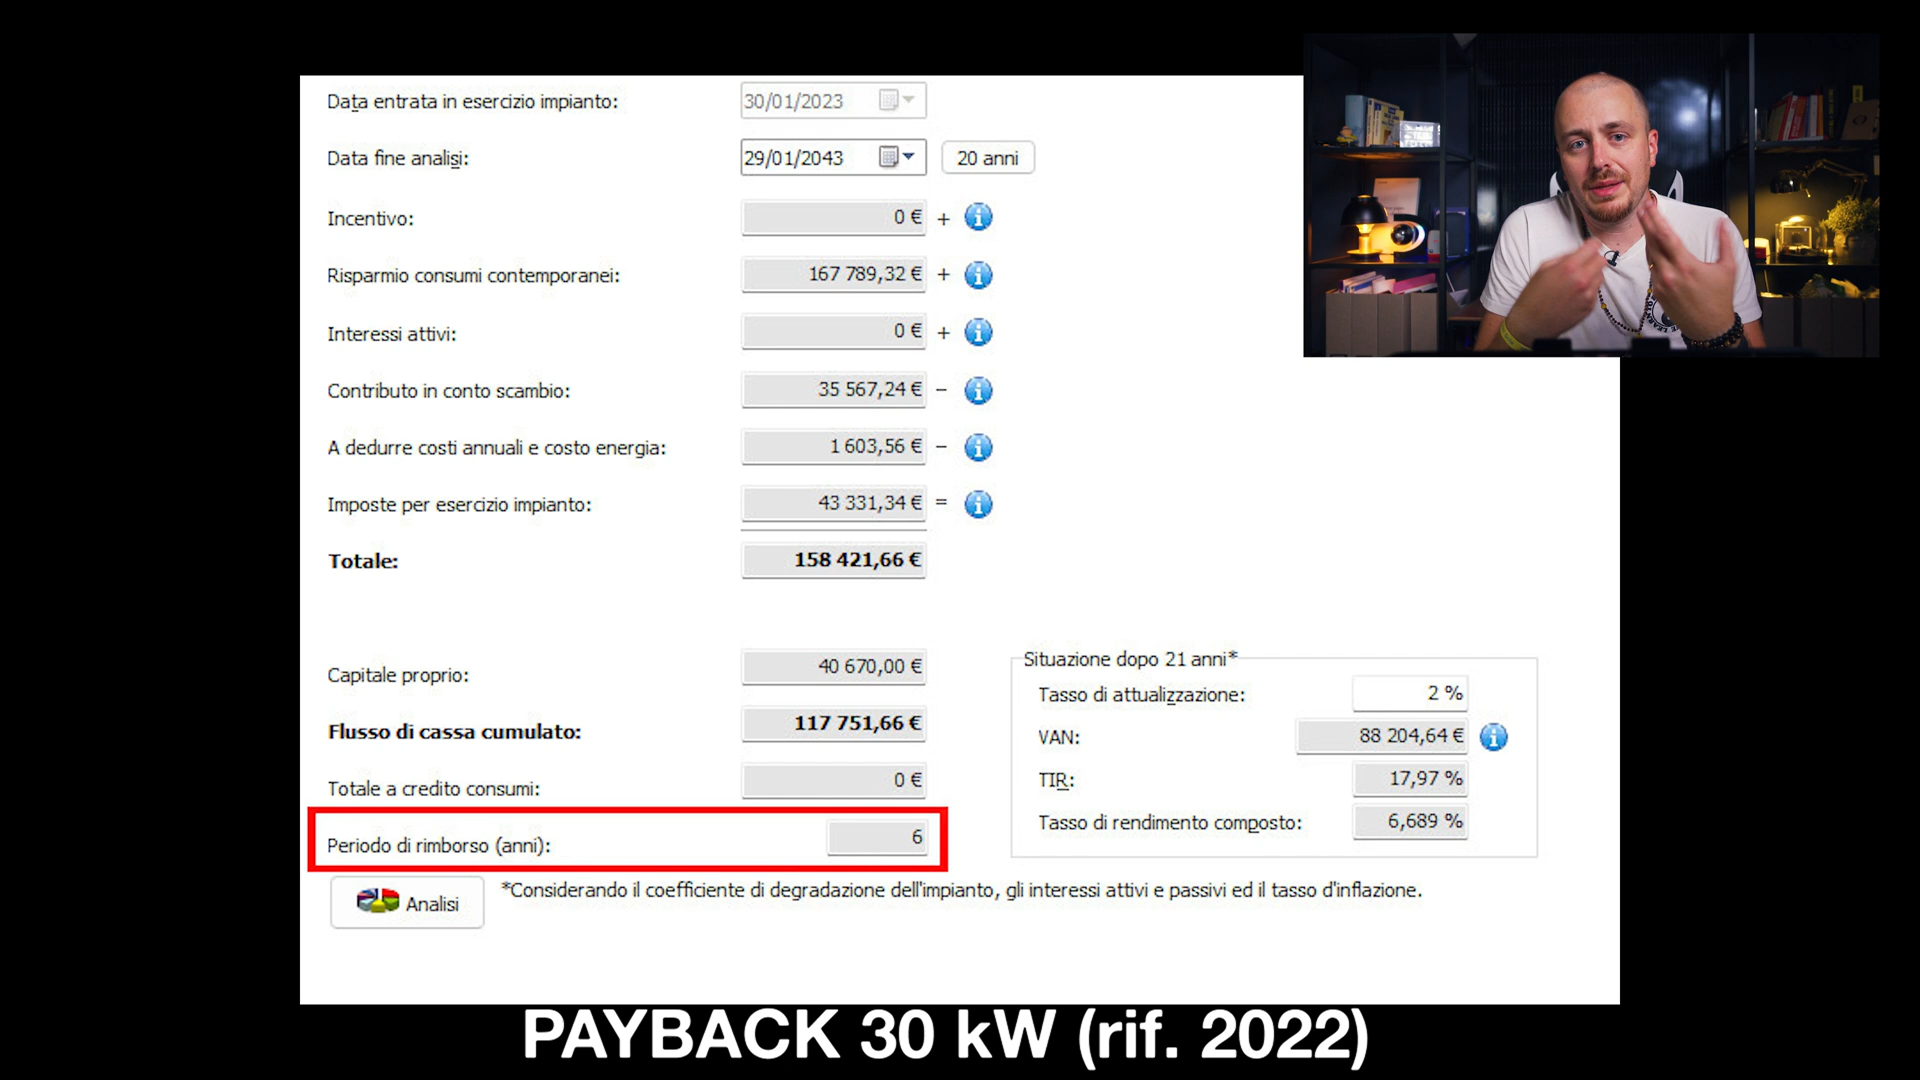 Data entrata in esercizio impianto: 30/01/2023
Data fine analisi: 29/01/2043 20 anni
Incentivo: 0 € +
Risparmio consumi contemporanei: 167 789,32 € +
Interessi attivi: 0 € +
Contributo in conto scambio: 35 567,24 € -
A dedurre costi annuali e costo energia: 1 603,56 € -
Imposte per esercizio impianto: 43 331,34 € =
Totale: 158 421,66 €
Capitale proprio: 40 670,00 €
Flusso di cassa cumulato: 117 751,66 €
Totale a credito consumi: 0 €
Periodo di rimborso (anni): 6
Situazione dopo 21 anni*
Tasso di attualizzazione: 2 %
VAN: 88 204,64 €
TIR: 17,97 %
Tasso di rendimento composto: 6,689 %
Analisi
*Considerando il coefficiente di degradazione dell'impianto, gli interessi attivi e passivi ed il tasso d'inflazione.
PAYBACK 30 kW (rif. 2022)